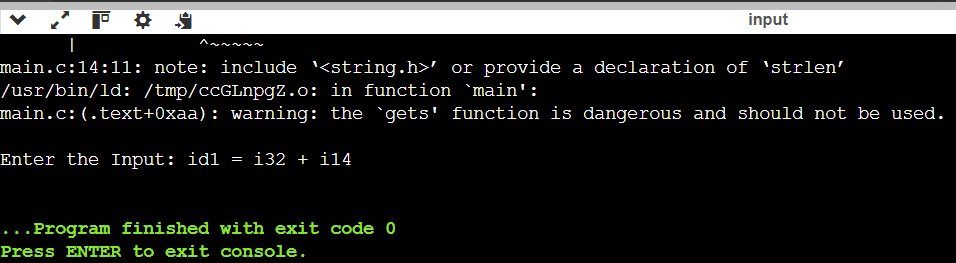 input
| ^~~~~~
main.c:14:11: note: include ‘<string.h>’ or provide a declaration of ‘strlen’
/usr/bin/ld: /tmp/ccGLnpgZ.o: in function `main':
main.c:(.text+0xaa): warning: the `gets' function is dangerous and should not be used.
Enter the Input: id1 = i32 + i14
...Program finished with exit code 0
Press ENTER to exit console.